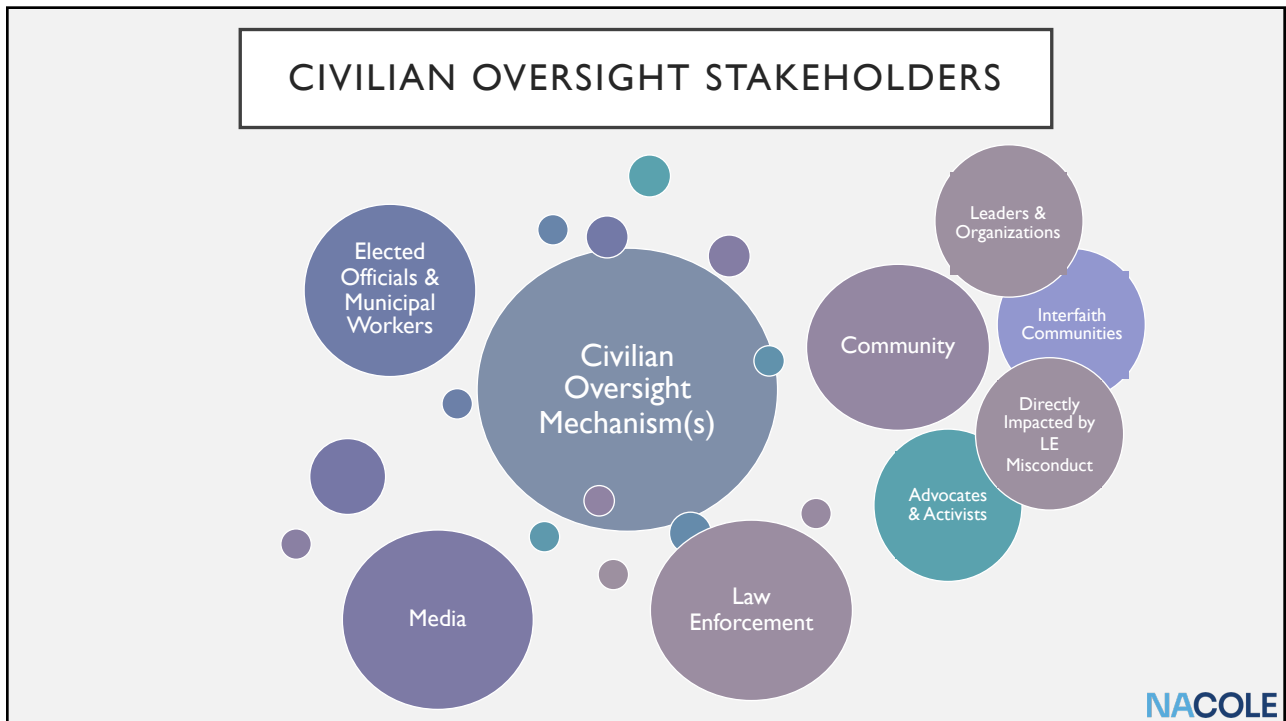 CIVILIAN OVERSIGHT STAKEHOLDERS
Elected
Officials &
Municipal
Workers
Civilian
Oversight
Mechanism(s)
Community
Leaders &
Organizations
Interfaith
Communities
Directly
Impacted by
LE
Misconduct
Advocates
& Activists
Media
Law
Enforcement
NACOLE